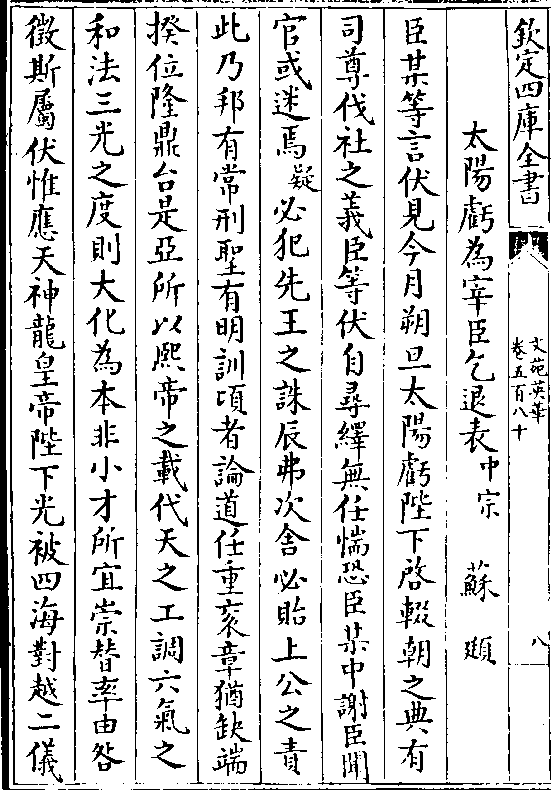 欽定四庫全書
文苑英華
卷五百八十
八
太陽虧為宰臣乞退表中宗 蘇頲
臣某等言伏見今月朔旦太陽虧陛下啓輟朝之典有
司尊伐社之義臣等伏自尋繹無任惴恐臣某中謝臣聞
官或迷焉疑必犯先王之誅辰弗次舍必貽上公之責
此乃邦有常刑聖有明訓項者論道任重袞章猶缺端
揆位隆鼎台是亞所以熙帝之載代天之工調六氣之
和法三光之度則大化為本非小才所宜崇替率由咎
徵斯屬伏惟應天神龍皇帝陛下光被四海對越二儀